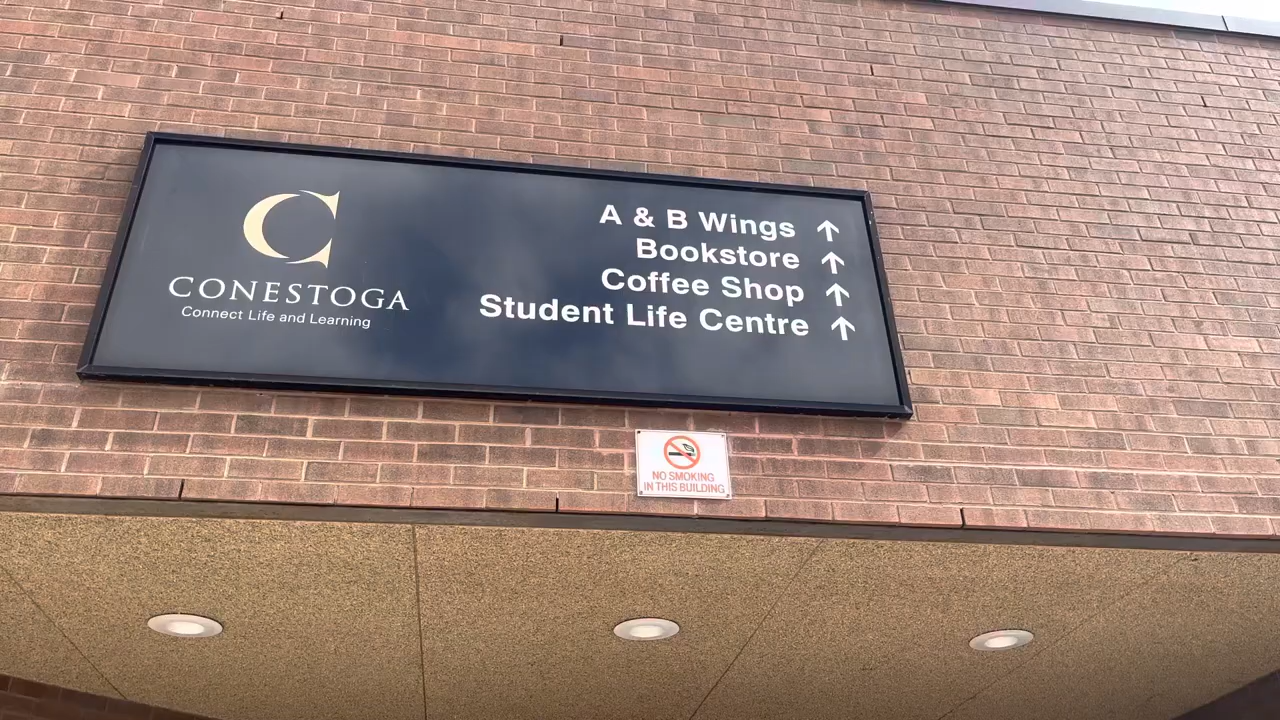 CONESTOGA
Connect Life and Learning
A & B Wings ↑
Bookstore ↑
Coffee Shop ↑
Student Life Centre ↑
NO SMOKING
IN THIS BUILDING